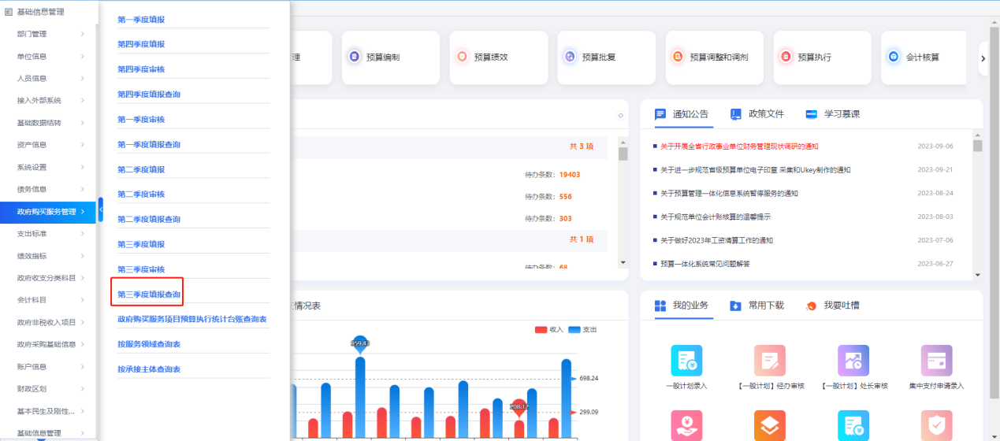 基础信息管理
部门管理
单位信息
人员信息
接入外部系统
基础数据结转
资产信息
系统设置
债务信息
政府购买服务管理
支出标准
绩效指标
政府收支分类科目
会计科目
政府非税收入项目
政府采购基础信息
账户信息
财政区划
基本民生及刚性...
基础信息管理
第一季度填报
第四季度填报
第四季度审核
第四季度填报查询
第一季度审核
第一季度填报查询
第二季度填报
第二季度审核
第二季度填报查询
第三季度填报
第三季度审核
第三季度填报查询
政府购买服务项目预算执行统计台账查询表
按服务领域查询表
按承接主体查询表
理
预算编制
预算绩效
预算批复
预算调整和调剂
预算执行
会计核算
共 3 项
待办条数: 19403
待办条数: 556
待办条数: 303
共 1 项
待办条数: 68
通知公告 政策文件 学习慕课
关于开展全省行政事业单位财务管理现状调研的通知 2023-09-06
关于进一步规范省级预算单位电子印章 采集和Ukey制作的通知 2023-09-21
关于预算管理一体化信息系统暂停服务的通知 2023-08-24
关于规范单位会计账核算的温馨提示 2023-08-03
关于做好2023年工资清算工作的通知 2023-07-06
预算一体化系统常见问题解答 2023-06-27
情况表
收入 支出
959.43
698.24
208.15
299.09
我的业务 常用下载 我要吐槽
一般计划录入
【一般计划】经办审核
【一般计划】处长审核
集中支付申请录入